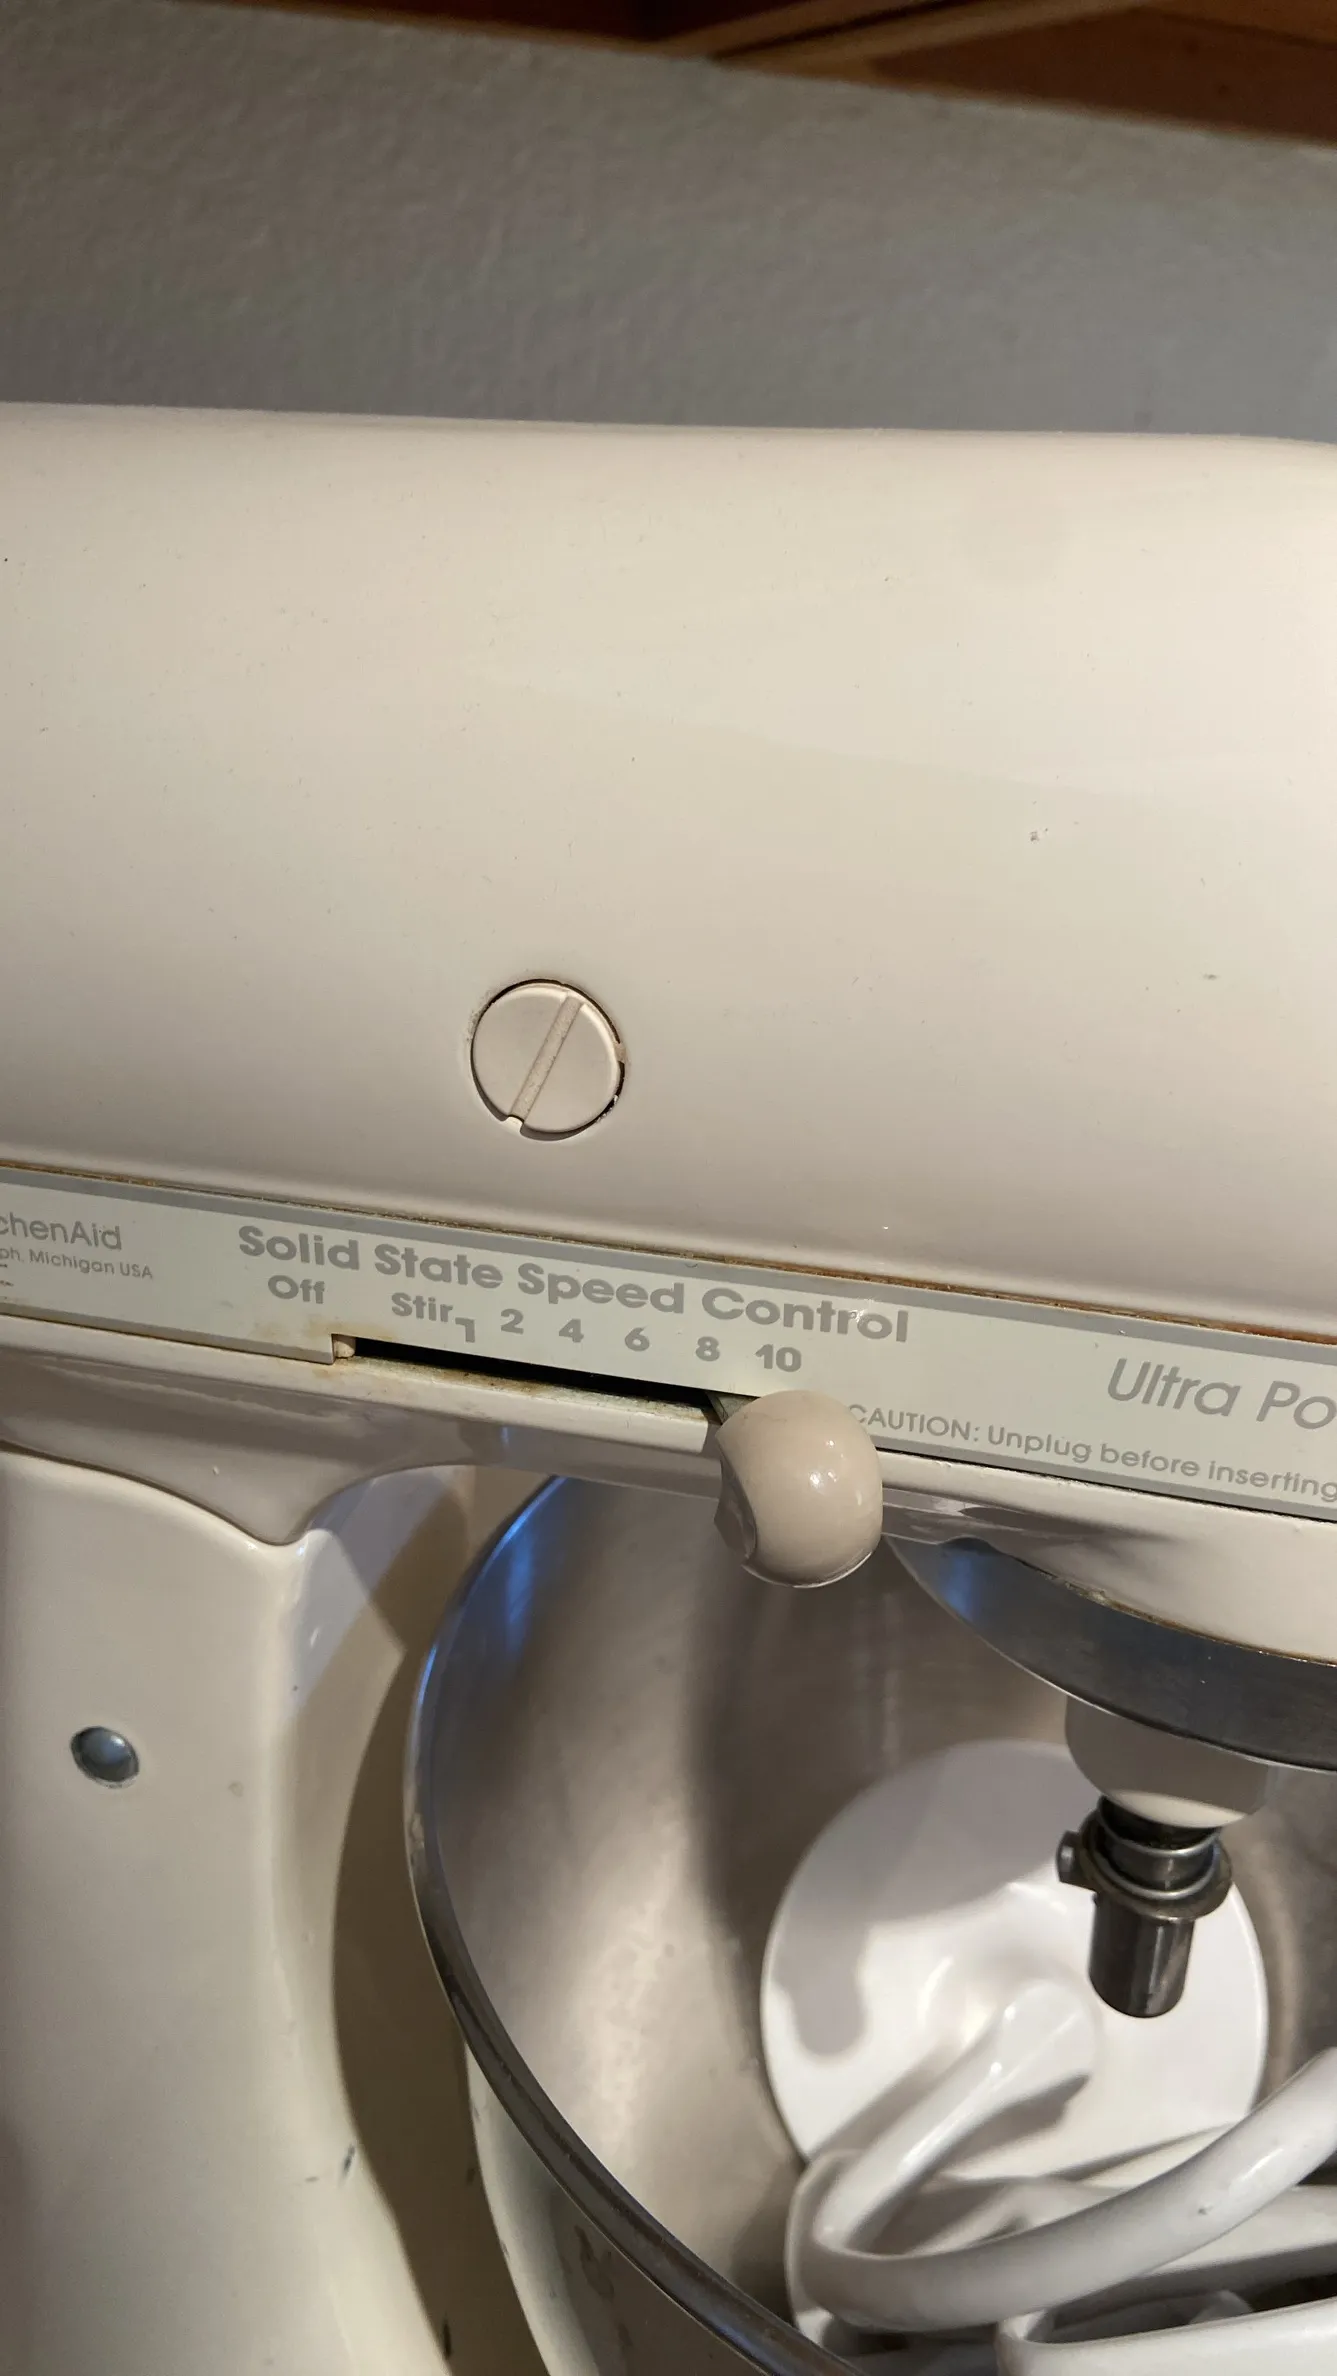 chenAid
ph, Michigan USA
Solid State Speed Control
Off Stir 1 2 4 6 8 10
Ultra Po
CAUTION: Unplug before inserting